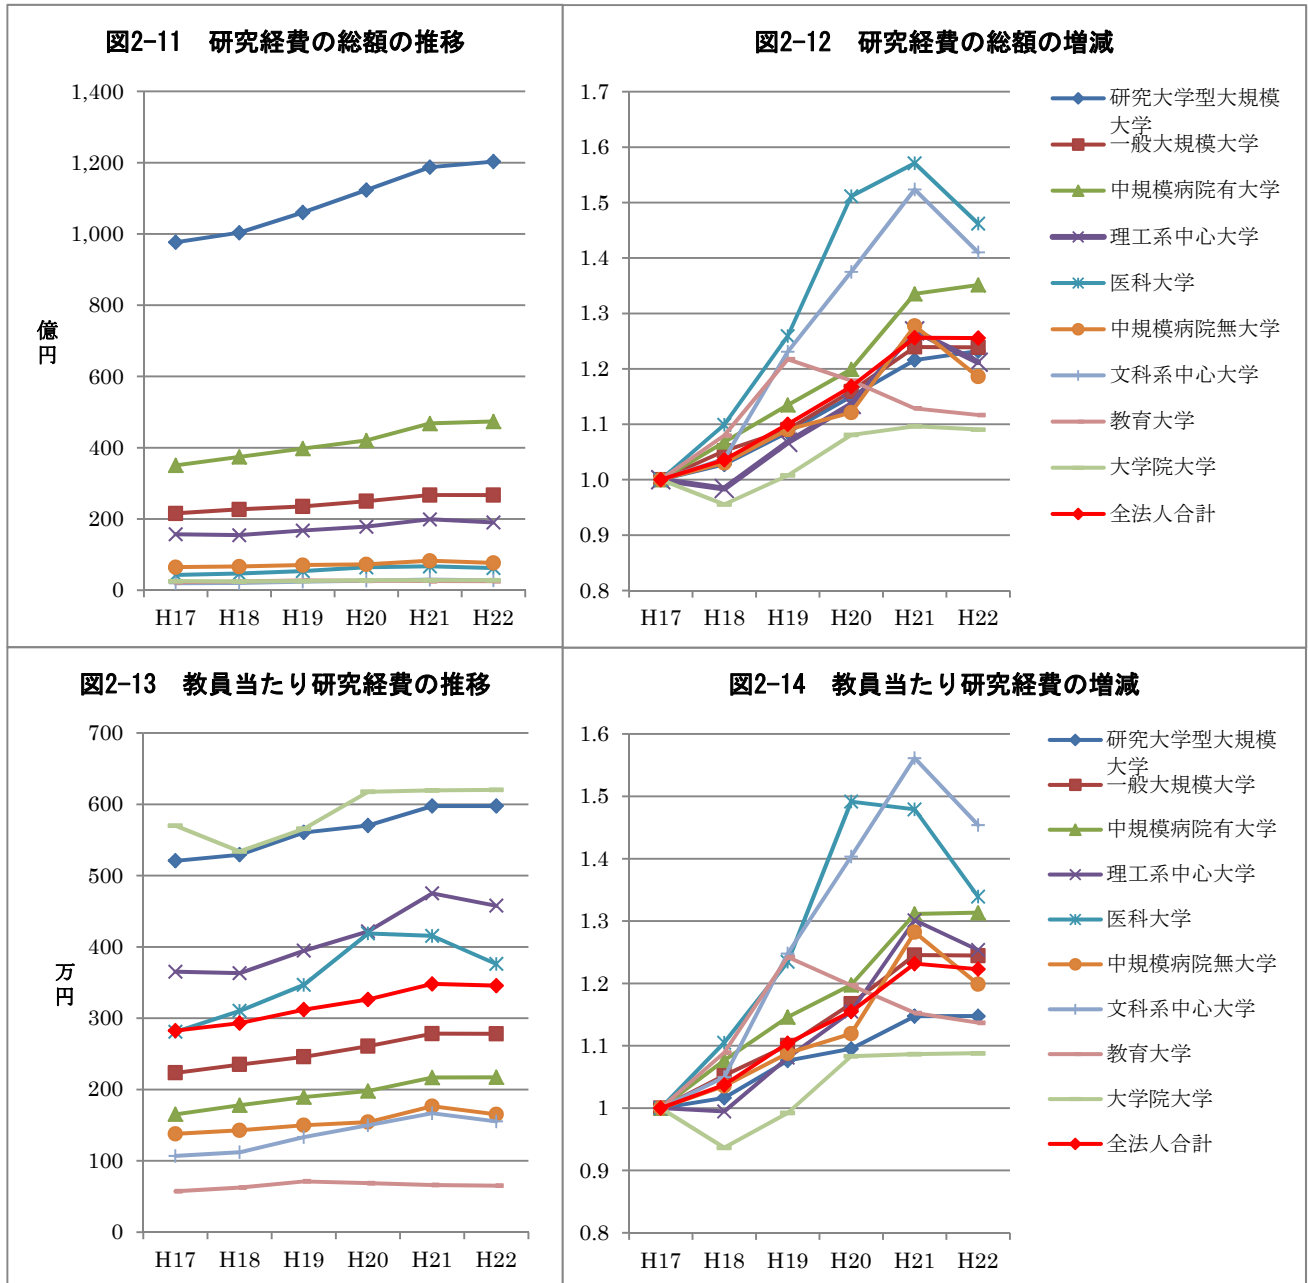 図2-11　研究経費の総額の推移
1,400
1,200
1,000
800
600
400
200
0
億
円
H17 H18 H19 H20 H21 H22
図2-12　研究経費の総額の増減
1.7
1.6
1.5
1.4
1.3
1.2
1.1
1.0
0.9
0.8
H17 H18 H19 H20 H21 H22
研究大学型大規模
大学
一般大規模大学
中規模病院有大学
理工系中心大学
医科大学
中規模病院無大学
文科系中心大学
教育大学
大学院大学
全法人合計
図2-13　教員当たり研究経費の推移
700
600
500
400
300
200
100
0
万
円
H17 H18 H19 H20 H21 H22
図2-14　教員当たり研究経費の増減
1.6
1.5
1.4
1.3
1.2
1.1
1
0.9
0.8
H17 H18 H19 H20 H21 H22
研究大学型大規模
大学
一般大規模大学
中規模病院有大学
理工系中心大学
医科大学
中規模病院無大学
文科系中心大学
教育大学
大学院大学
全法人合計